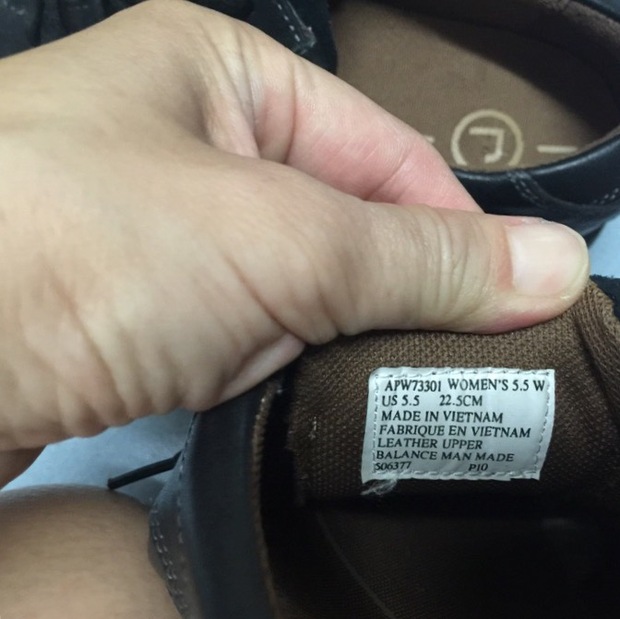 APW73301 WOMEN'S 5.5 W
US 5.5 22.5CM
MADE IN VIETNAM
FABRIQUE EN VIETNAM
LEATHER UPPER
BALANCE MAN MADE
S06377 P10